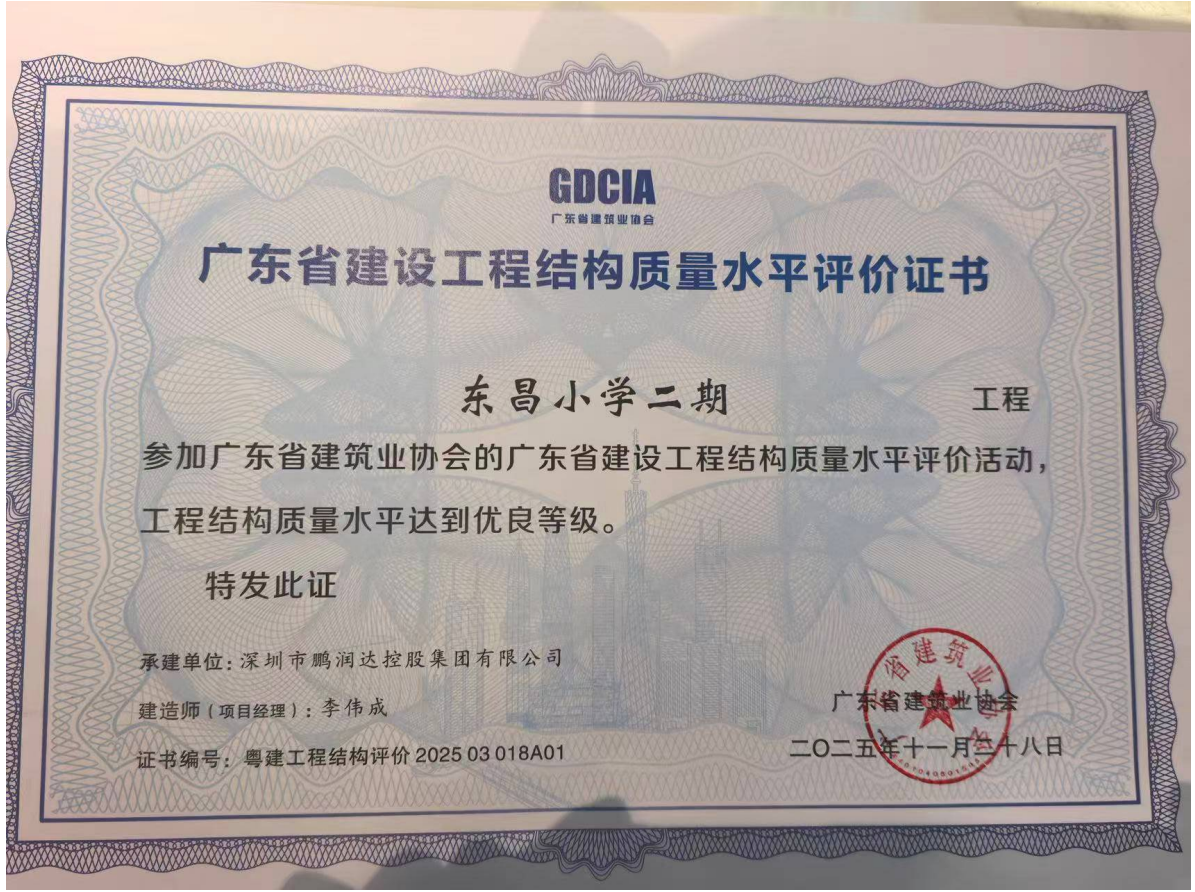 GDCIA
广东省建筑业协会
广东省建设工程结构质量水平评价证书
东昌小学二期 工程
参加广东省建筑业协会的广东省建设工程结构质量水平评价活动，
工程结构质量水平达到优良等级。
特发此证
承建单位：深圳市鹏润达控股集团有限公司
建造师（项目经理）：李伟成
证书编号：粤建工程结构评价 2025 03 018A01
广东省建筑业协会
二〇二五年十一月二十八日